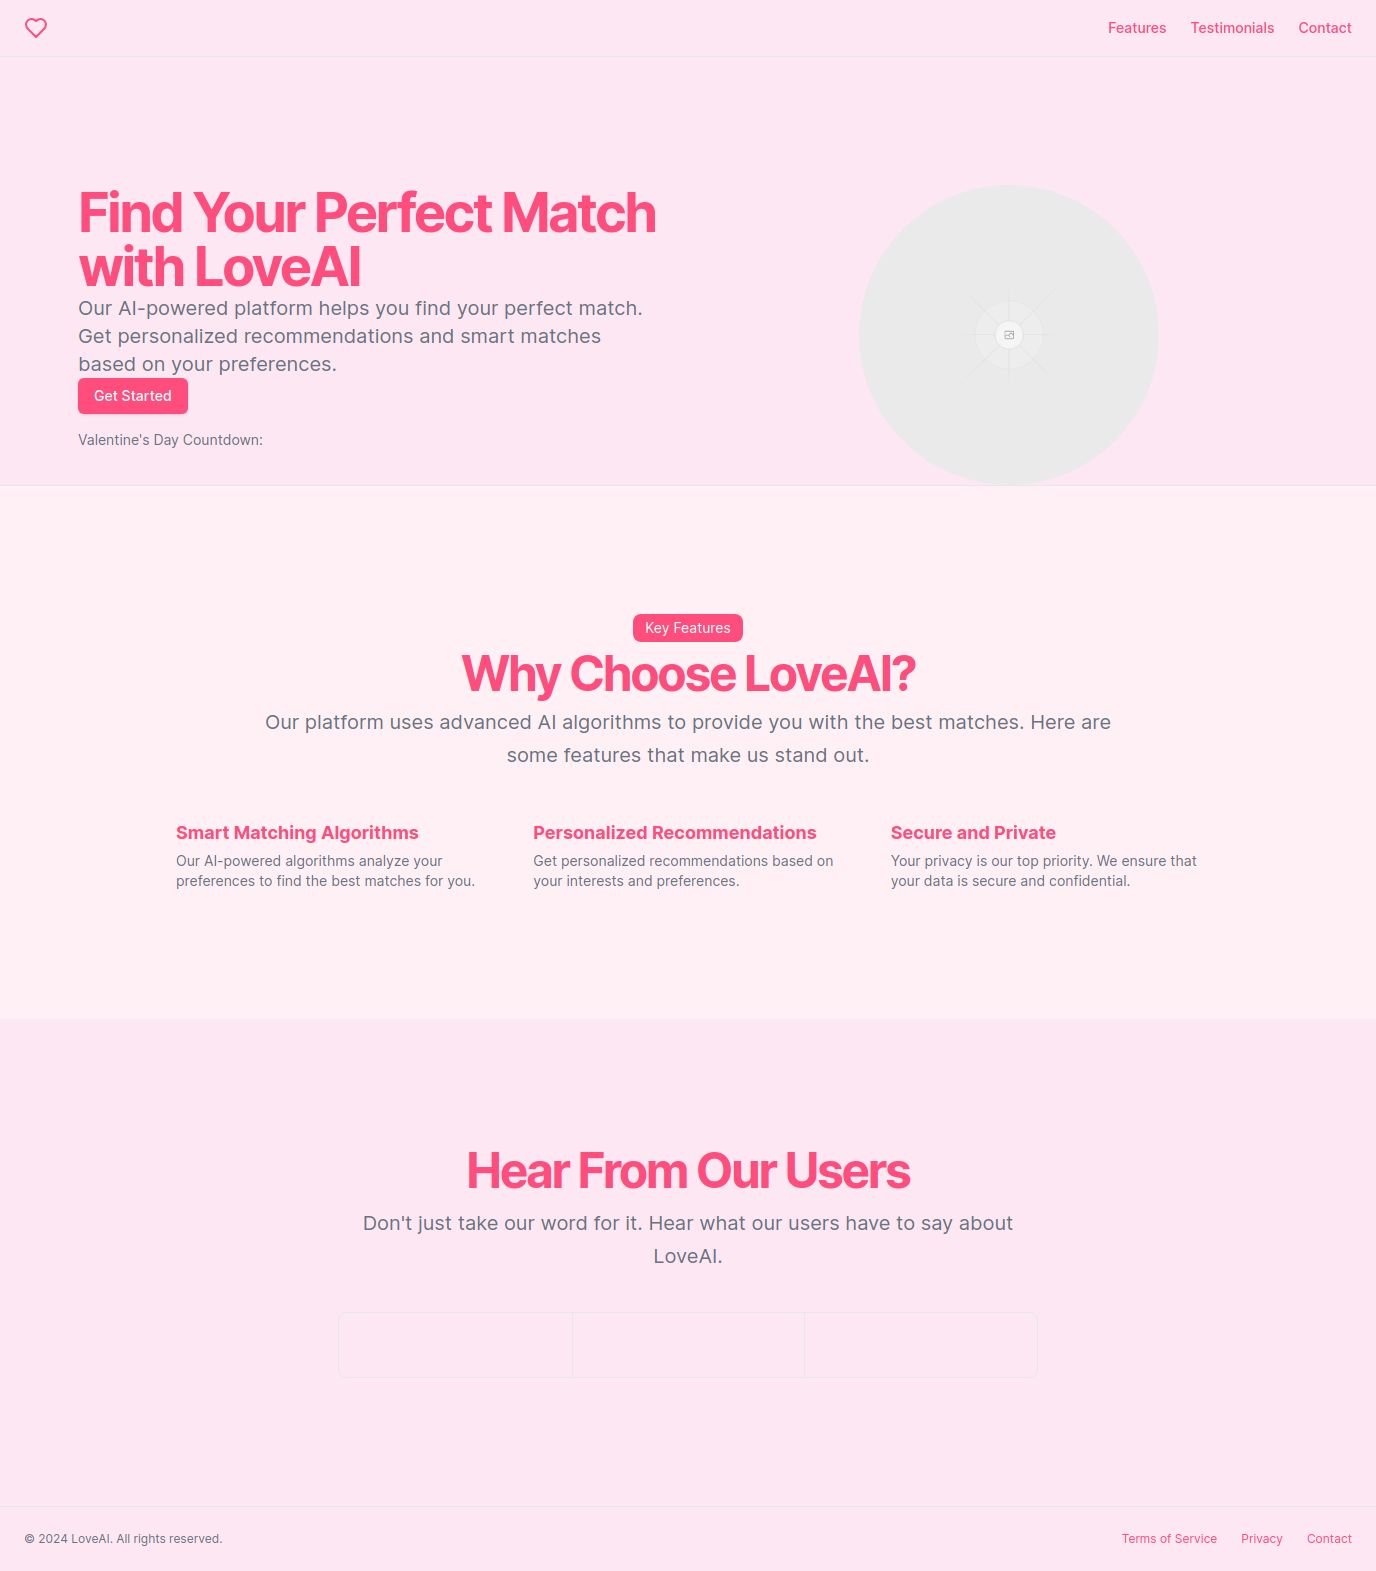 Features
Testimonials
Contact
Find Your Perfect Match
with LoveAI
Our AI-powered platform helps you find your perfect match.
Get personalized recommendations and smart matches
based on your preferences.
Get Started
Valentine's Day Countdown:
Key Features
Why Choose LoveAI?
Our platform uses advanced AI algorithms to provide you with the best matches. Here are
some features that make us stand out.
Smart Matching Algorithms
Our AI-powered algorithms analyze your
preferences to find the best matches for you.
Personalized Recommendations
Get personalized recommendations based on
your interests and preferences.
Secure and Private
Your privacy is our top priority. We ensure that
your data is secure and confidential.
Hear From Our Users
Don't just take our word for it. Hear what our users have to say about
LoveAI.
© 2024 LoveAI. All rights reserved.
Terms of Service
Privacy
Contact